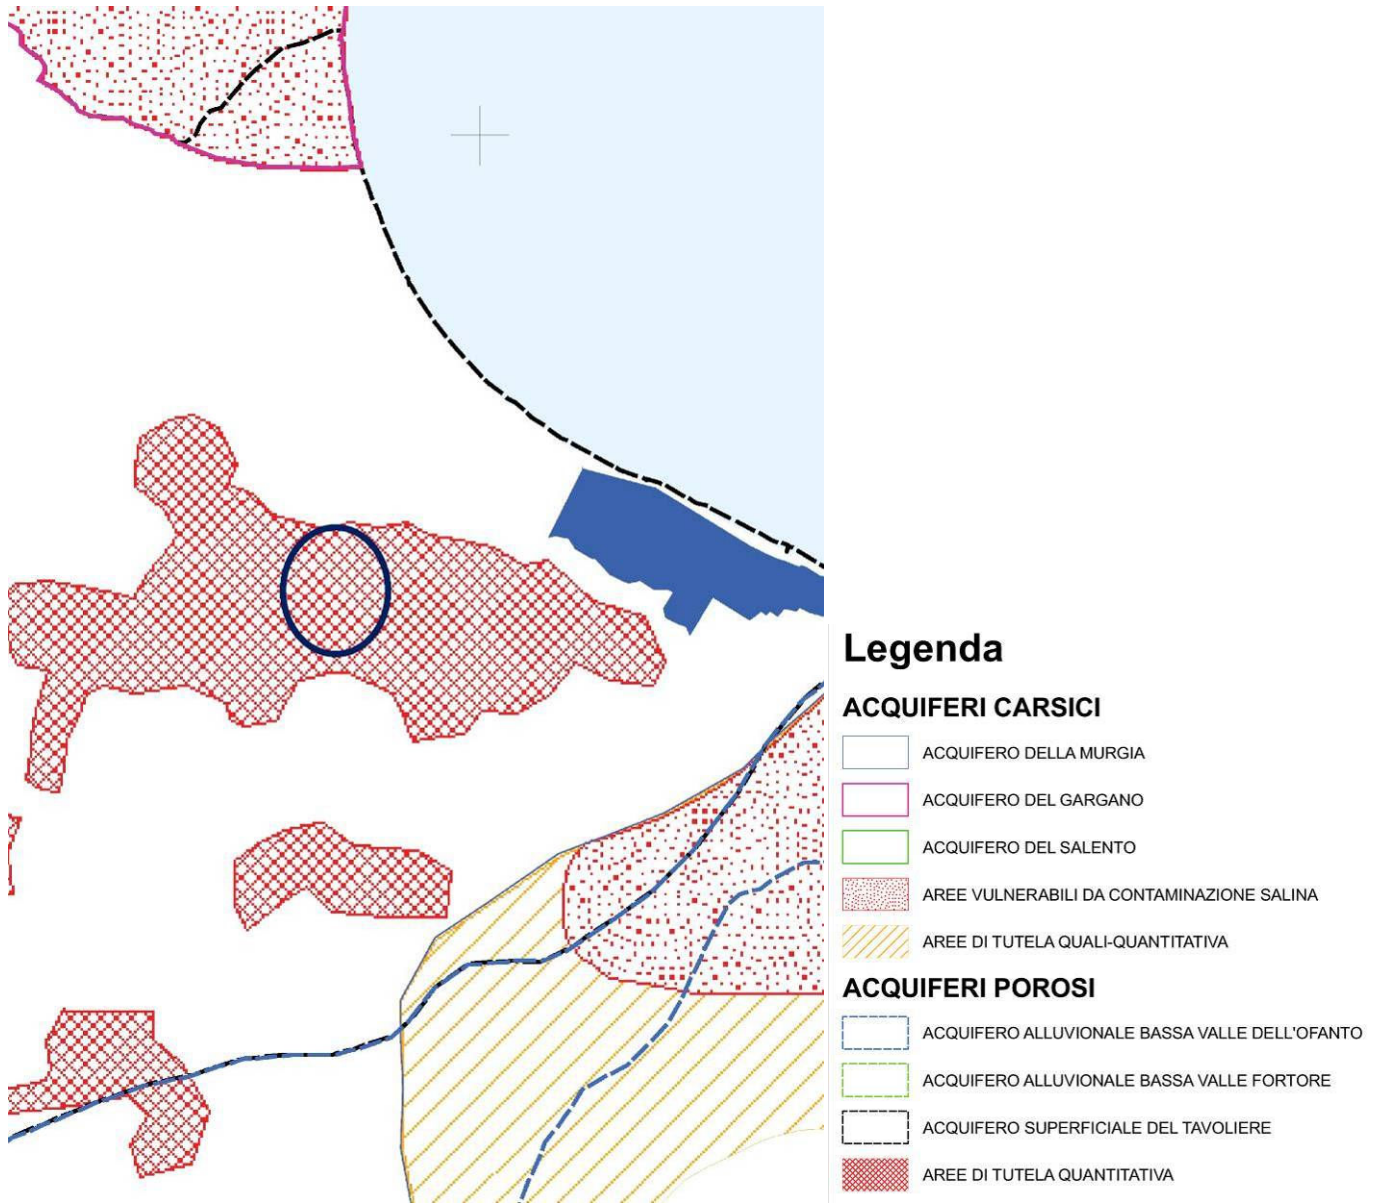 Legenda
ACQUIFERI CARSICI
ACQUIFERO DELLA MURGIA
ACQUIFERO DEL GARGANO
ACQUIFERO DEL SALENTO
AREE VULNERABILI DA CONTAMINAZIONE SALINA
AREE DI TUTELA QUALI-QUANTITATIVA
ACQUIFERI POROSI
ACQUIFERO ALLUVIONALE BASSA VALLE DELL'OFANTO
ACQUIFERO ALLUVIONALE BASSA VALLE FORTORE
ACQUIFERO SUPERFICIALE DEL TAVOLIERE
AREE DI TUTELA QUANTITATIVA